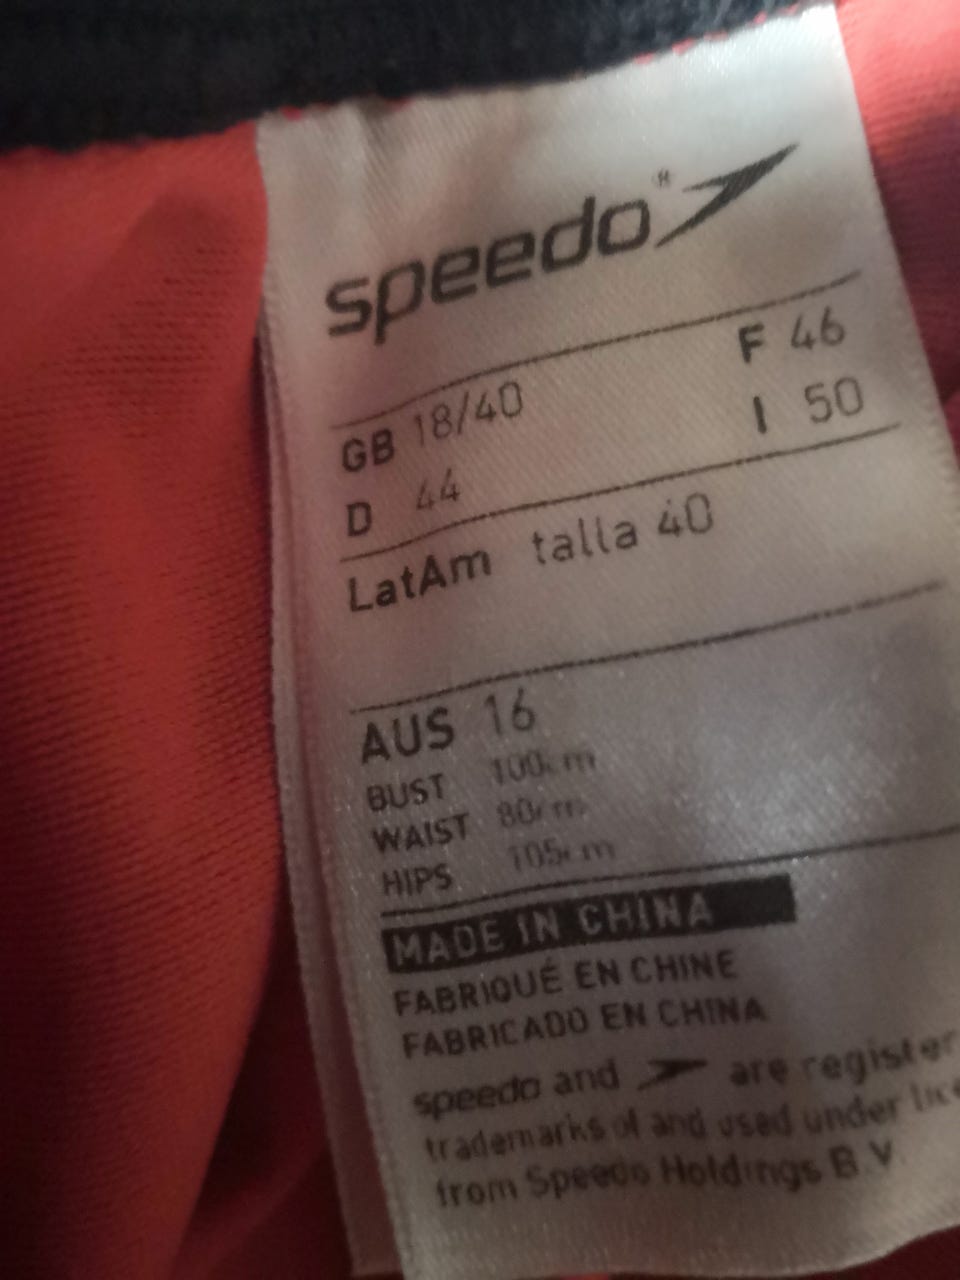 speedo®
GB 18/40 F 46
D 44 I 50
LatAm talla 40
AUS 16
BUST 100cm
WAIST 80cm
HIPS 105cm
MADE IN CHINA
FABRIQUÉ EN CHINE
FABRICADO EN CHINA
speedo and are register
trademarks of and used under lice
from Speedo Holdings B.V.